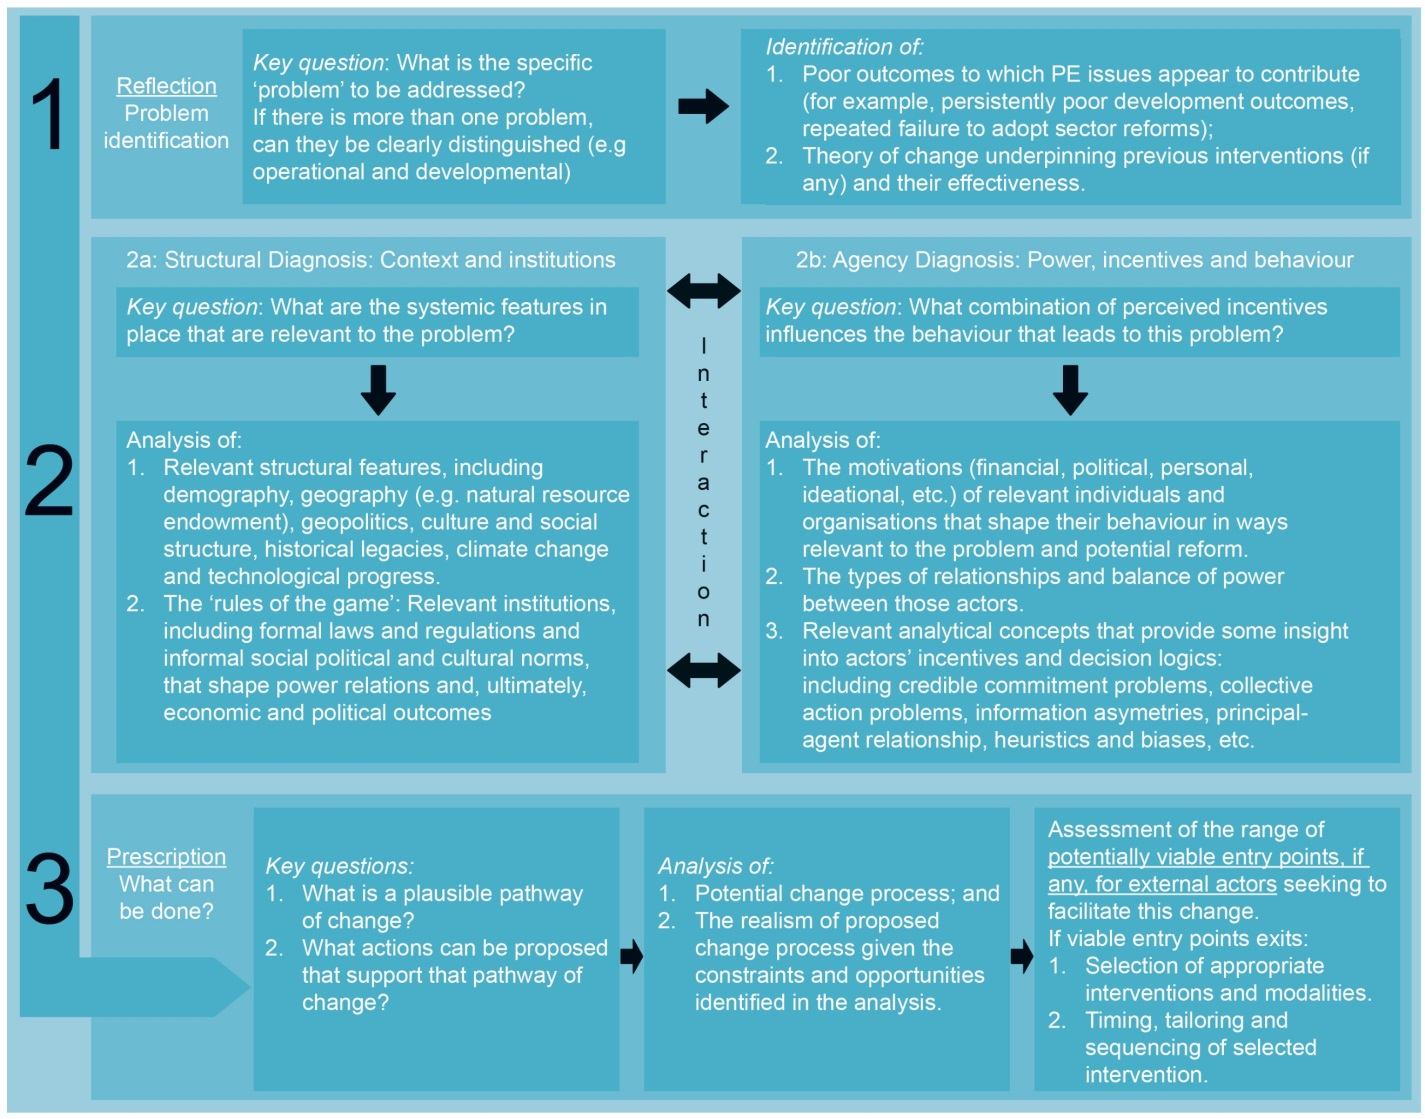 1
Reflection
Problem
identification
Key question: What is the specific
‘problem’ to be addressed?
If there is more than one problem,
can they be clearly distinguished (e.g
operational and developmental)
Identification of:
1. Poor outcomes to which PE issues appear to contribute
(for example, persistently poor development outcomes,
repeated failure to adopt sector reforms);
2. Theory of change underpinning previous interventions (if
any) and their effectiveness.
2
2a: Structural Diagnosis: Context and institutions
Key question: What are the systemic features in
place that are relevant to the problem?
Analysis of:
1. Relevant structural features, including
demography, geography (e.g. natural resource
endowment), geopolitics, culture and social
structure, historical legacies, climate change
and technological progress.
2. The ‘rules of the game’: Relevant institutions,
including formal laws and regulations and
informal social political and cultural norms,
that shape power relations and, ultimately,
economic and political outcomes
Interaction
2b: Agency Diagnosis: Power, incentives and behaviour
Key question: What combination of perceived incentives
influences the behaviour that leads to this problem?
Analysis of:
1. The motivations (financial, political, personal,
ideational, etc.) of relevant individuals and
organisations that shape their behaviour in ways
relevant to the problem and potential reform.
2. The types of relationships and balance of power
between those actors.
3. Relevant analytical concepts that provide some insight
into actors’ incentives and decision logics:
including credible commitment problems, collective
action problems, information asymetries, principal-
agent relationship, heuristics and biases, etc.
3
Prescription
What can
be done?
Key questions:
1. What is a plausible pathway
of change?
2. What actions can be proposed
that support that pathway of
change?
Analysis of:
1. Potential change process; and
2. The realism of proposed
change process given the
constraints and opportunities
identified in the analysis.
Assessment of the range of
potentially viable entry points, if
any, for external actors seeking to
facilitate this change.
If viable entry points exits:
1. Selection of appropriate
interventions and modalities.
2. Timing, tailoring and
sequencing of selected
intervention.